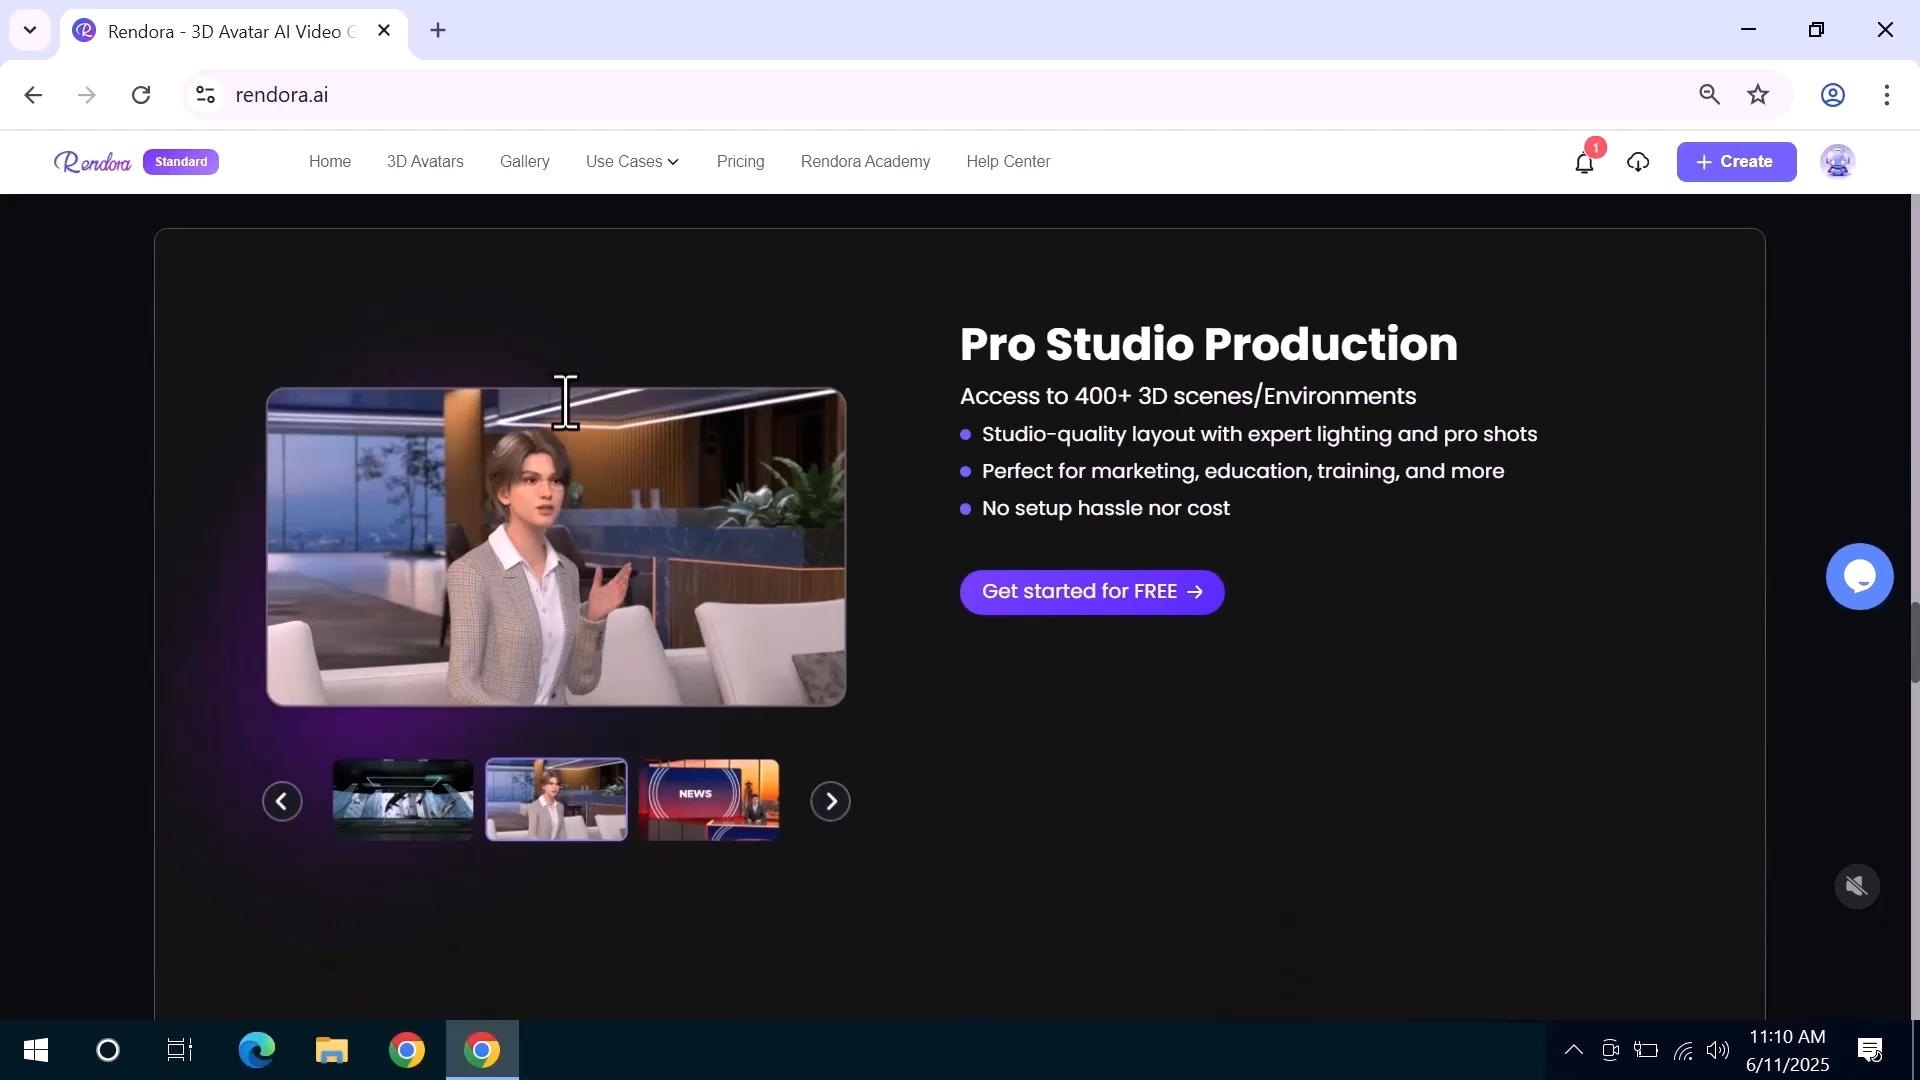 Rendora - 3D Avatar AI Video G
rendora.ai
Rendora Standard Home 3D Avatars Gallery Use Cases Pricing Rendora Academy Help Center 1 + Create
Pro Studio Production
Access to 400+ 3D scenes/Environments
Studio-quality layout with expert lighting and pro shots
Perfect for marketing, education, training, and more
No setup hassle nor cost
Get started for FREE →
NEWS
11:10 AM
6/11/2025